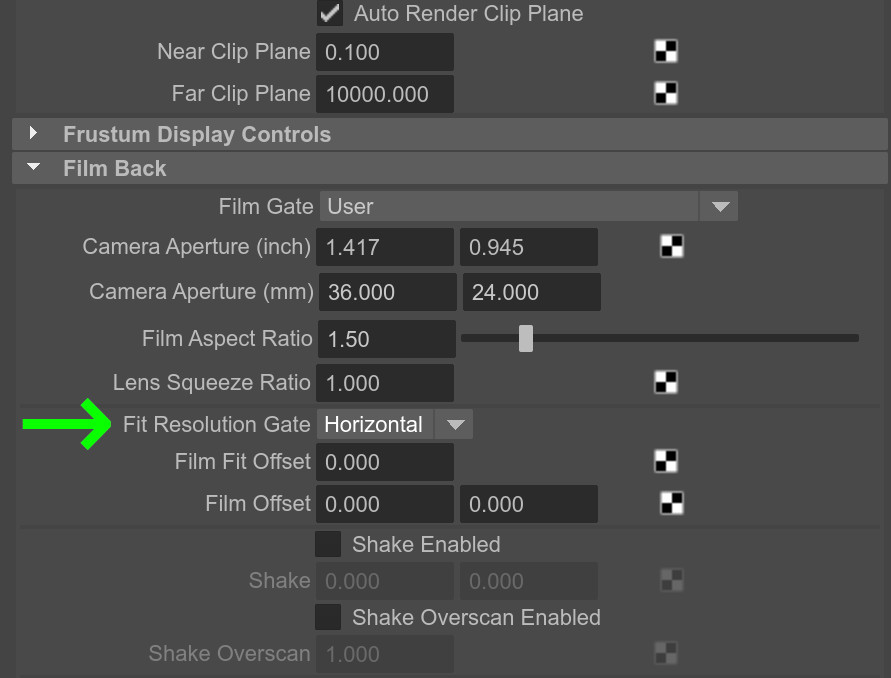 Auto Render Clip Plane
Near Clip Plane 0.100
Far Clip Plane 10000.000
Frustum Display Controls
Film Back
Film Gate User
Camera Aperture (inch) 1.417 0.945
Camera Aperture (mm) 36.000 24.000
Film Aspect Ratio 1.50
Lens Squeeze Ratio 1.000
Fit Resolution Gate Horizontal
Film Fit Offset 0.000
Film Offset 0.000 0.000
Shake Enabled
Shake 0.000 0.000
Shake Overscan Enabled
Shake Overscan 1.000